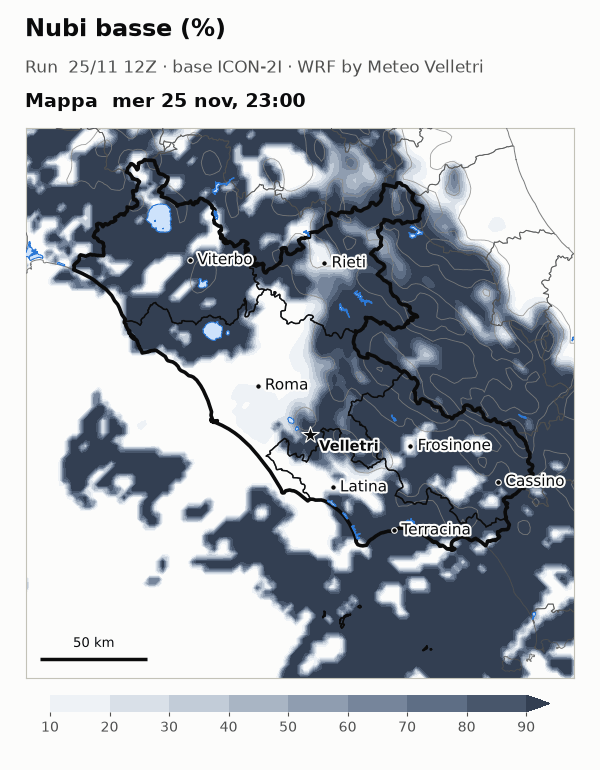 Nubi basse (%)
Run  25/11 12Z · base ICON-2I · WRF by Meteo Velletri
Mappa  mer 25 nov, 23:00
Viterbo
Rieti
Roma
Velletri
Frosinone
Cassino
Latina
Terracina
50 km
10 20 30 40 50 60 70 80 90